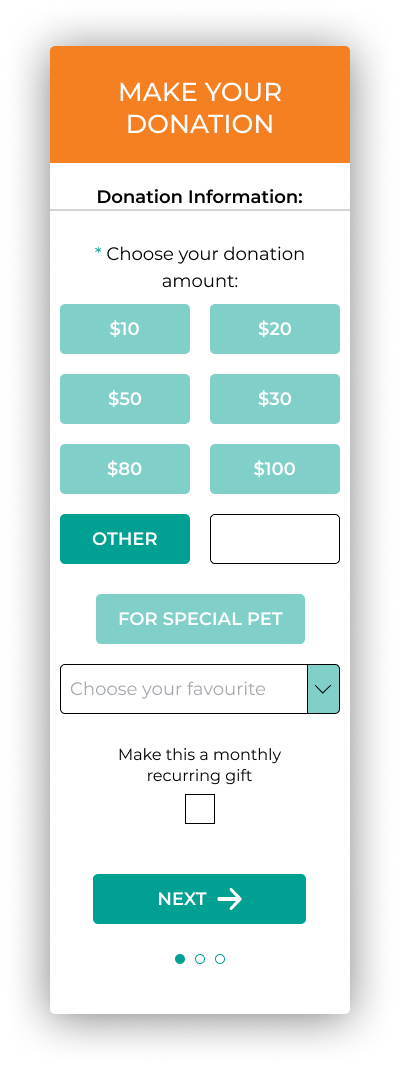 MAKE YOUR
DONATION
Donation Information:
* Choose your donation
amount:
$10
$20
$50
$30
$80
$100
OTHER
FOR SPECIAL PET
Choose your favourite
Make this a monthly
recurring gift
NEXT